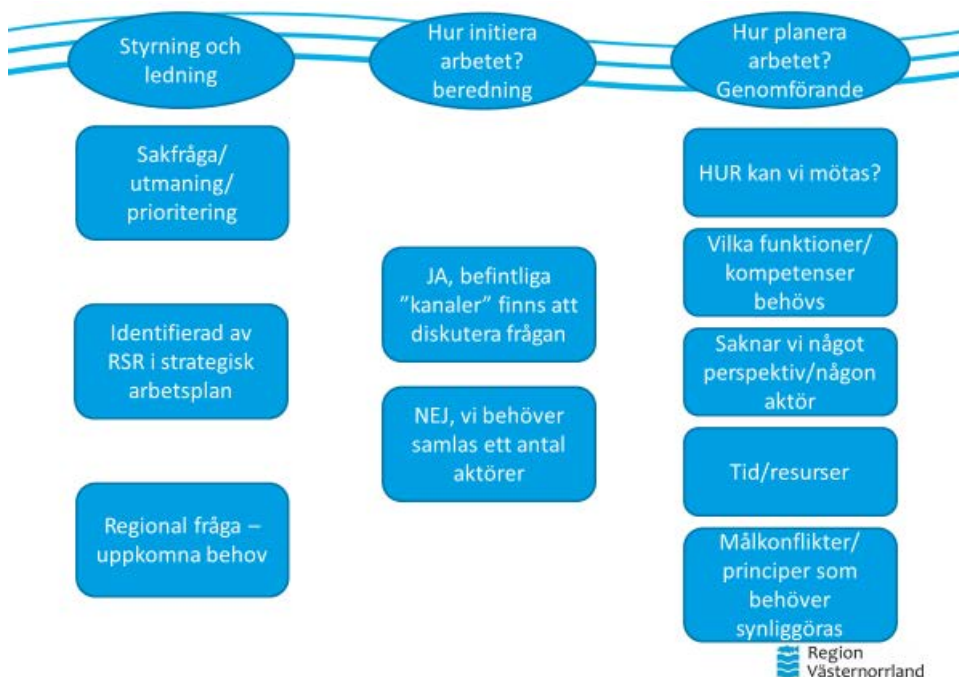 Styrning och
ledning
Hur initiera
arbetet?
beredning
Hur planera
arbetet?
Genomförande
Sakfråga/
utmaning/
prioritering
Identifierad av
RSR i strategisk
arbetsplan
Regional fråga –
uppkomna behov
JA, befintliga
”kanaler” finns att
diskutera frågan
NEJ, vi behöver
samlas ett antal
aktörer
HUR kan vi mötas?
Vilka funktioner/
kompetenser
behövs
Saknar vi något
perspektiv/någon
aktör
Tid/resurser
Målkonflikter/
principer som
behöver
synliggöras
Region
Västernorrland